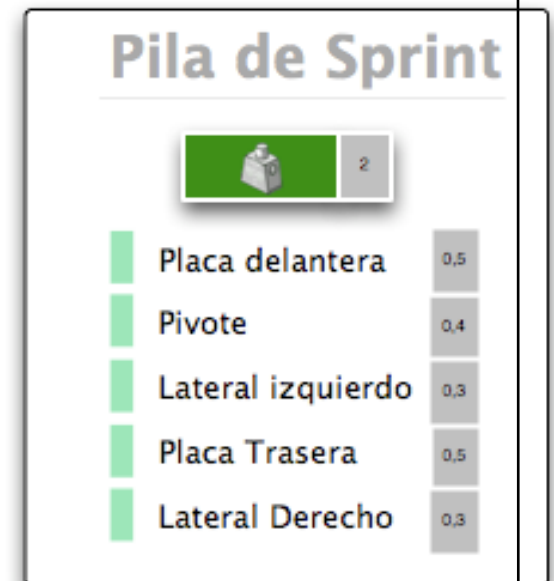 Pila de Sprint
2
Placa delantera 0,5
Pivote 0,4
Lateral izquierdo 0,3
Placa Trasera 0,5
Lateral Derecho 0,3